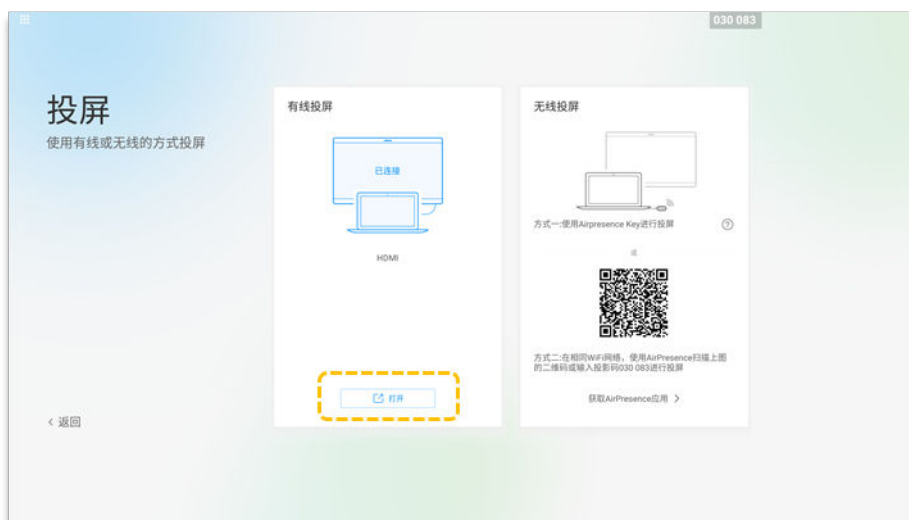 030 083
投屏
使用有线或无线的方式投屏
有线投屏
已连接
HDMI
打开
无线投屏
方式一:使用Airpresence Key进行投屏
?
或
方式二:在相同WiFi网络，使用AirPresence扫描上图
的二维码或输入投影码030 083进行投屏
获取AirPresence应用 >
< 返回